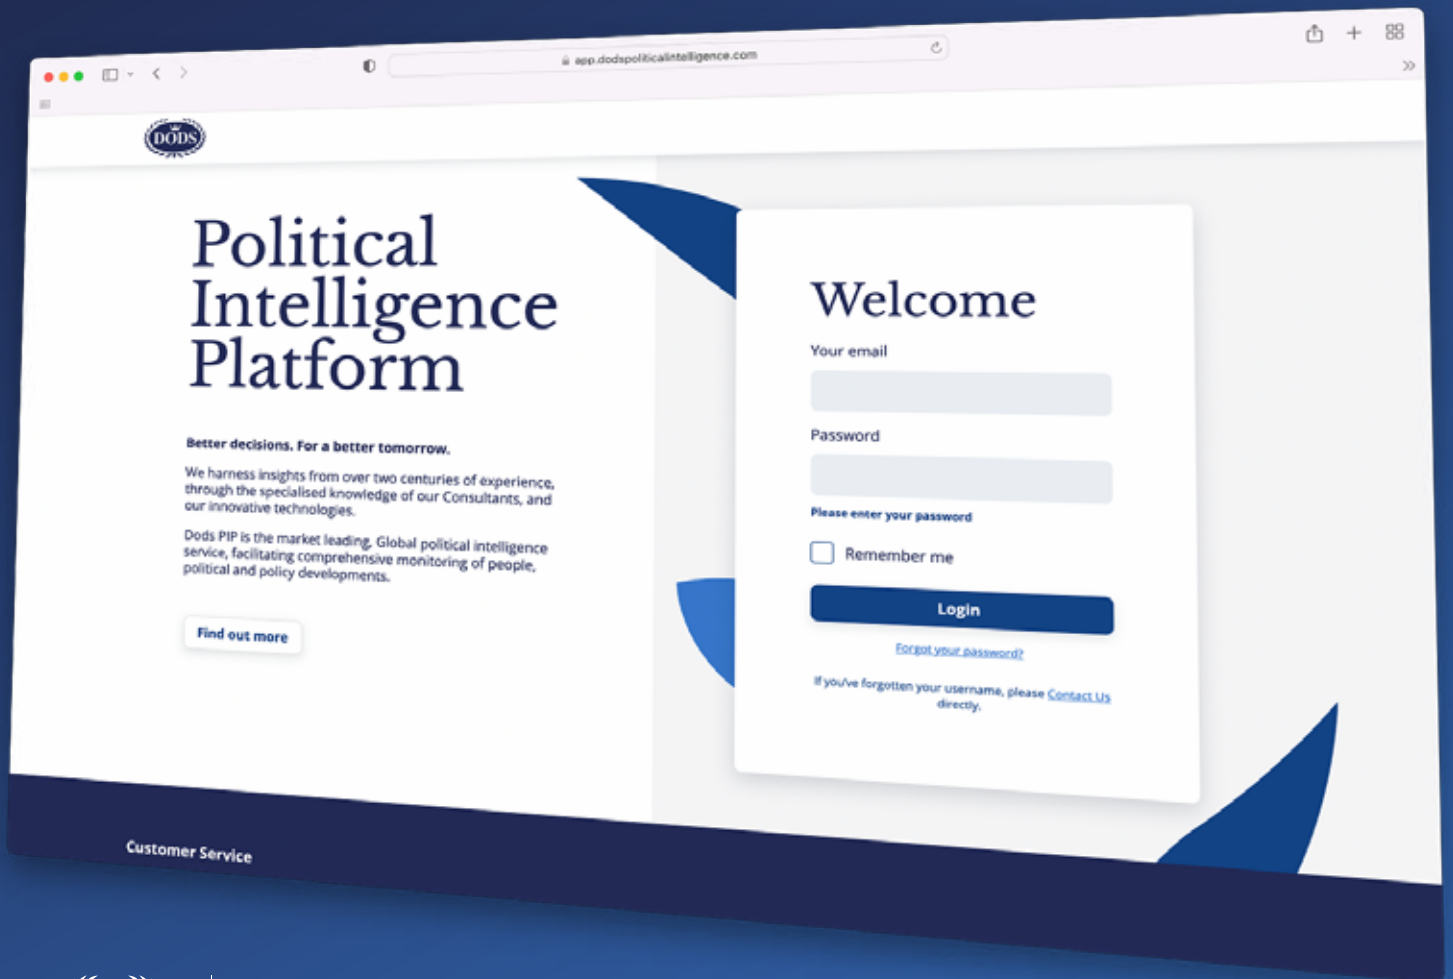 app.dodspoliticalintelligence.com
DODS
Political
Intelligence
Platform
Better decisions. For a better tomorrow.
We harness insights from over two centuries of experience,
through the specialised knowledge of our Consultants, and
our innovative technologies.
Dods PIP is the market leading, Global political intelligence
service, facilitating comprehensive monitoring of people,
political and policy developments.
Find out more
Welcome
Your email
Password
Please enter your password
Remember me
Login
Forgot your password?
If you've forgotten your username, please Contact Us
directly.
Customer Service